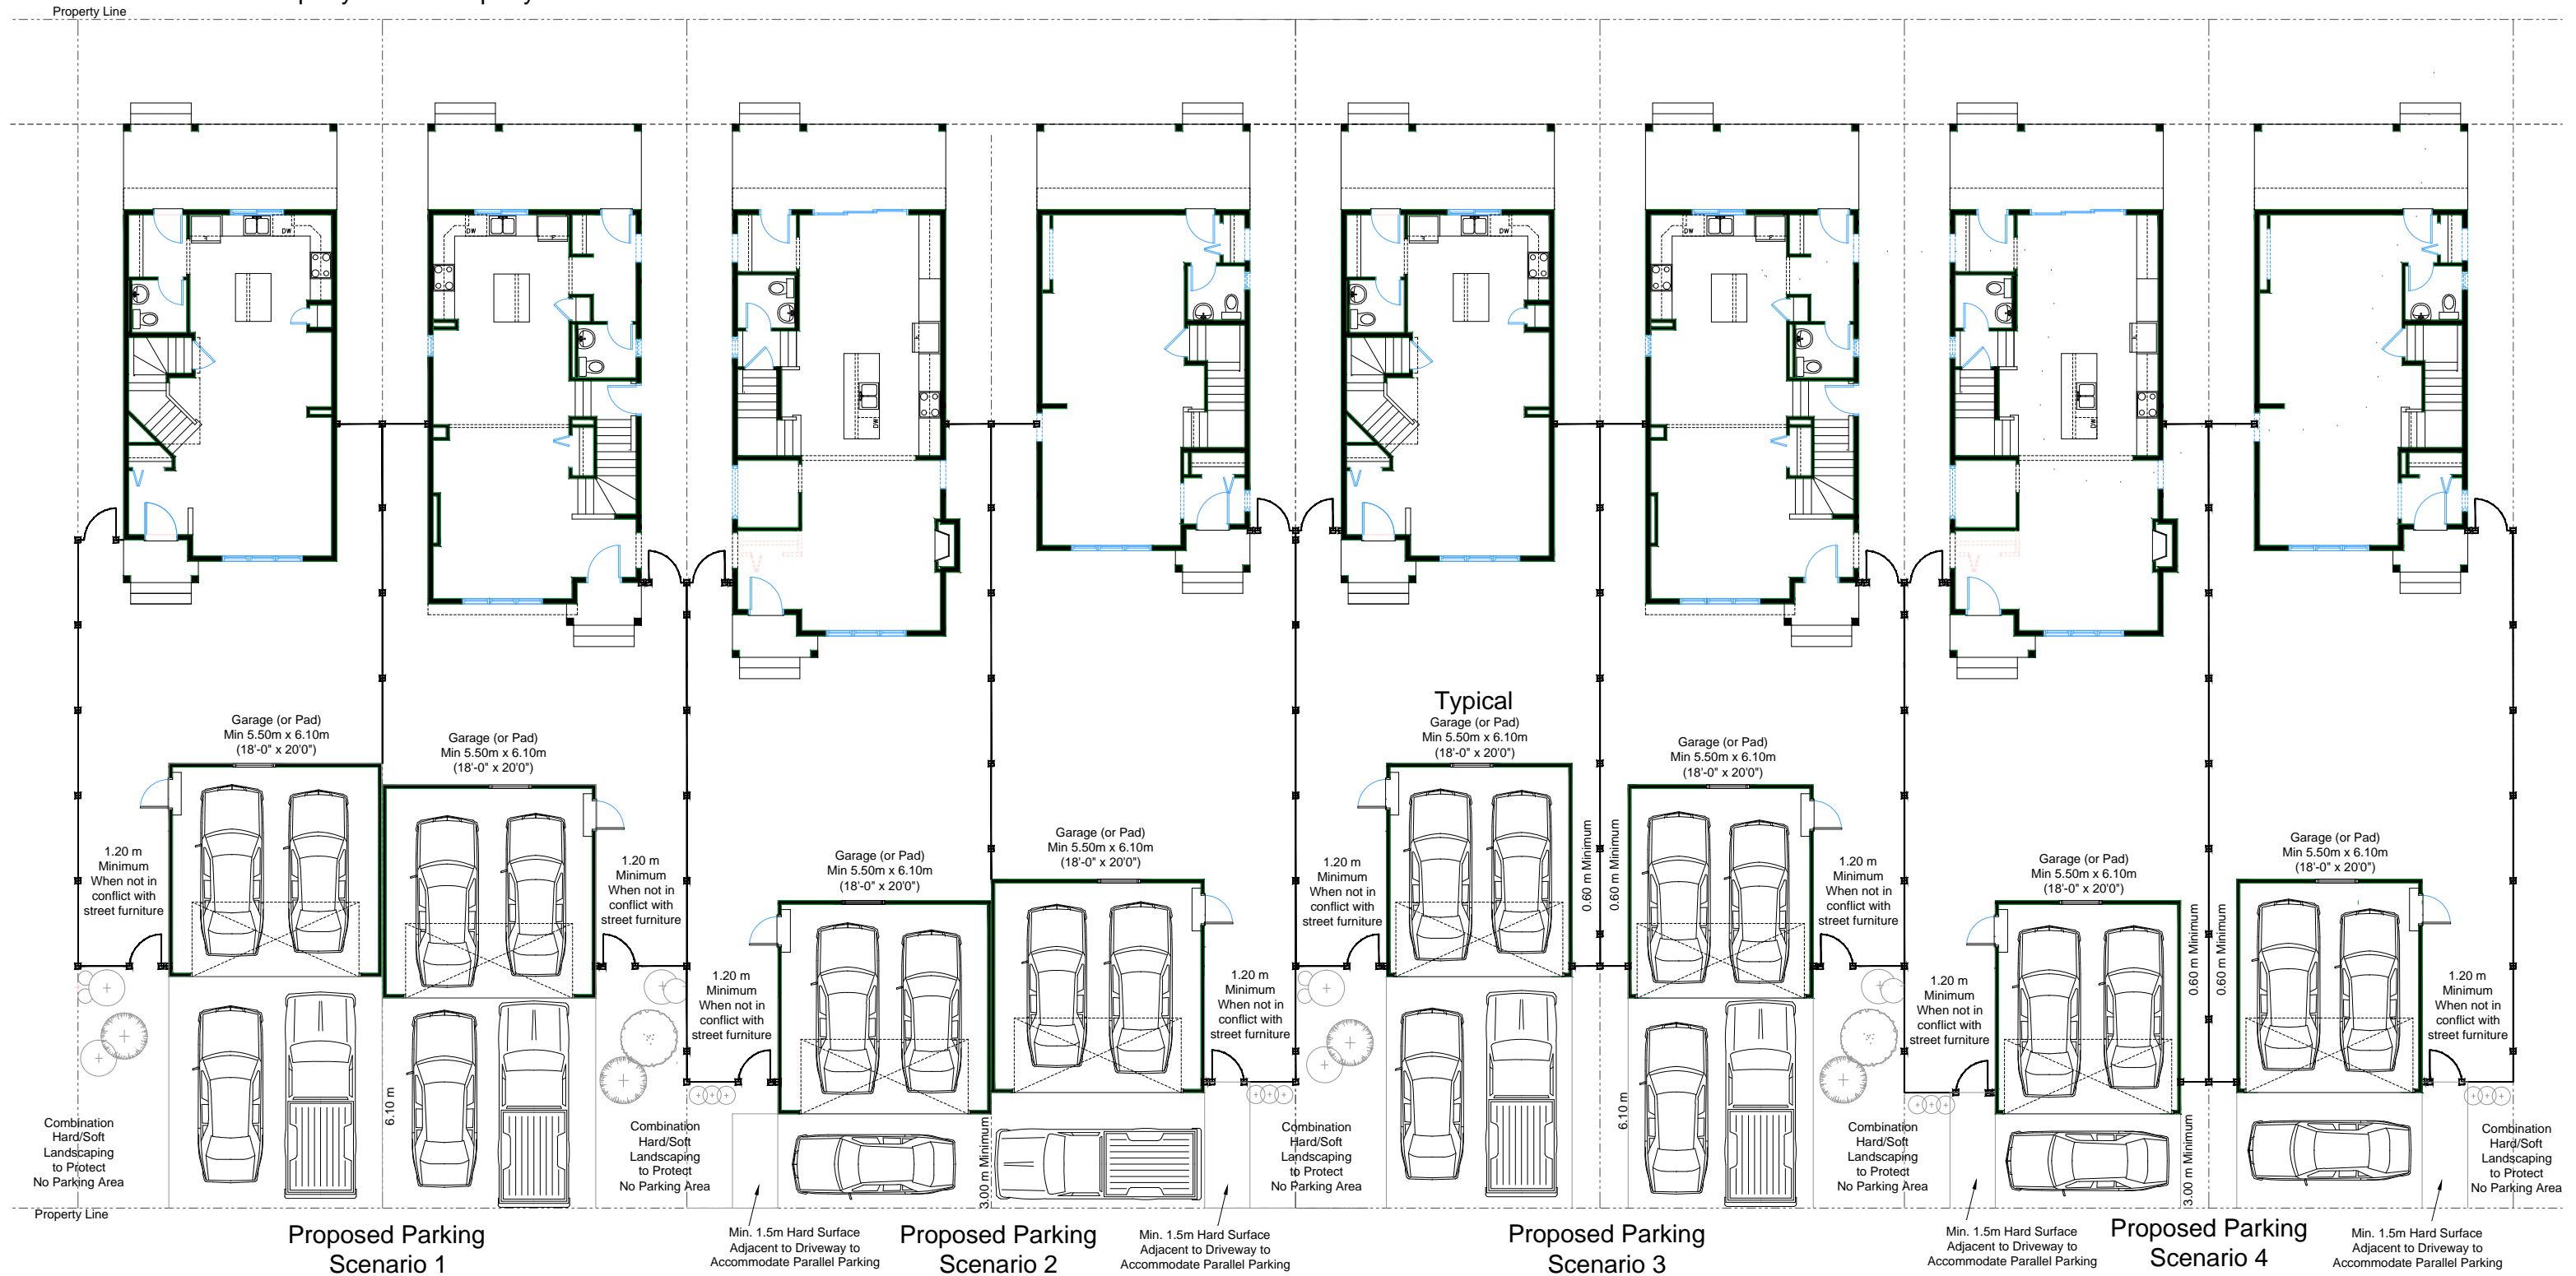 Property Line
DW
DW
DW
DW
DW
DW
Typical
Garage (or Pad)
Min 5.50m x 6.10m
(18'-0" x 20'0")
Garage (or Pad)
Min 5.50m x 6.10m
(18'-0" x 20'0")
Garage (or Pad)
Min 5.50m x 6.10m
(18'-0" x 20'0")
Garage (or Pad)
Min 5.50m x 6.10m
(18'-0" x 20'0")
Garage (or Pad)
Min 5.50m x 6.10m
(18'-0" x 20'0")
Garage (or Pad)
Min 5.50m x 6.10m
(18'-0" x 20'0")
Garage (or Pad)
Min 5.50m x 6.10m
(18'-0" x 20'0")
Garage (or Pad)
Min 5.50m x 6.10m
(18'-0" x 20'0")
1.20 m
Minimum
When not in
conflict with
street furniture
1.20 m
Minimum
When not in
conflict with
street furniture
1.20 m
Minimum
When not in
conflict with
street furniture
1.20 m
Minimum
When not in
conflict with
street furniture
1.20 m
Minimum
When not in
conflict with
street furniture
0.60 m Minimum
0.60 m Minimum
1.20 m
Minimum
When not in
conflict with
street furniture
1.20 m
Minimum
When not in
conflict with
street furniture
0.60 m Minimum
0.60 m Minimum
1.20 m
Minimum
When not in
conflict with
street furniture
Combination
Hard/Soft
Landscaping
to Protect
No Parking Area
6.10 m
Combination
Hard/Soft
Landscaping
to Protect
No Parking Area
3.00 m Minimum
Combination
Hard/Soft
Landscaping
to Protect
No Parking Area
6.10 m
Combination
Hard/Soft
Landscaping
to Protect
No Parking Area
3.00 m Minimum
Combination
Hard/Soft
Landscaping
to Protect
No Parking Area
Property Line
Proposed Parking
Scenario 1
Min. 1.5m Hard Surface
Adjacent to Driveway to
Accommodate Parallel Parking
Proposed Parking
Scenario 2
Min. 1.5m Hard Surface
Adjacent to Driveway to
Accommodate Parallel Parking
Proposed Parking
Scenario 3
Min. 1.5m Hard Surface
Adjacent to Driveway to
Accommodate Parallel Parking
Proposed Parking
Scenario 4
Min. 1.5m Hard Surface
Adjacent to Driveway to
Accommodate Parallel Parking